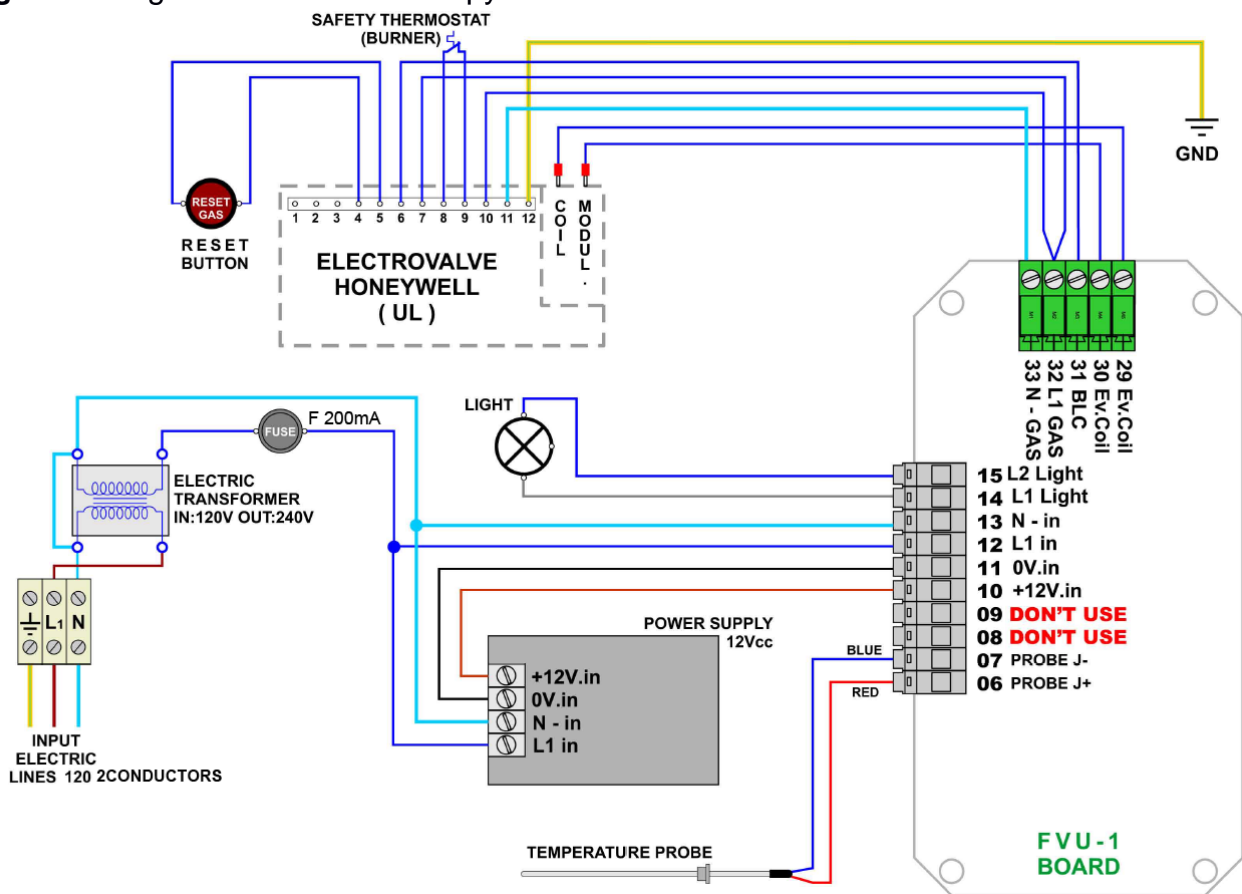 SAFETY THERMOSTAT
(BURNER)
GND
RESET
GAS
RESET
BUTTON
1 2 3 4 5 6 7 8 9 10 11 12
COIL
MODUL.
ELECTROVALVE
HONEYWELL
( UL )
33 N - GAS
32 L1 GAS
31 BLC
30 Ev.Coil
29 Ev.Coil
LIGHT
FUSE
F 200mA
ELECTRIC
TRANSFORMER
IN:120V OUT:240V
L1 N
INPUT
ELECTRIC
LINES 120 2CONDUCTORS
15 L2 Light
14 L1 Light
13 N - in
12 L1 in
11 0V.in
10 +12V.in
09 DON'T USE
08 DON'T USE
07 PROBE J-
06 PROBE J+
BLUE
RED
POWER SUPPLY
12Vcc
+12V.in
0V.in
N - in
L1 in
TEMPERATURE PROBE
FVU-1
BOARD